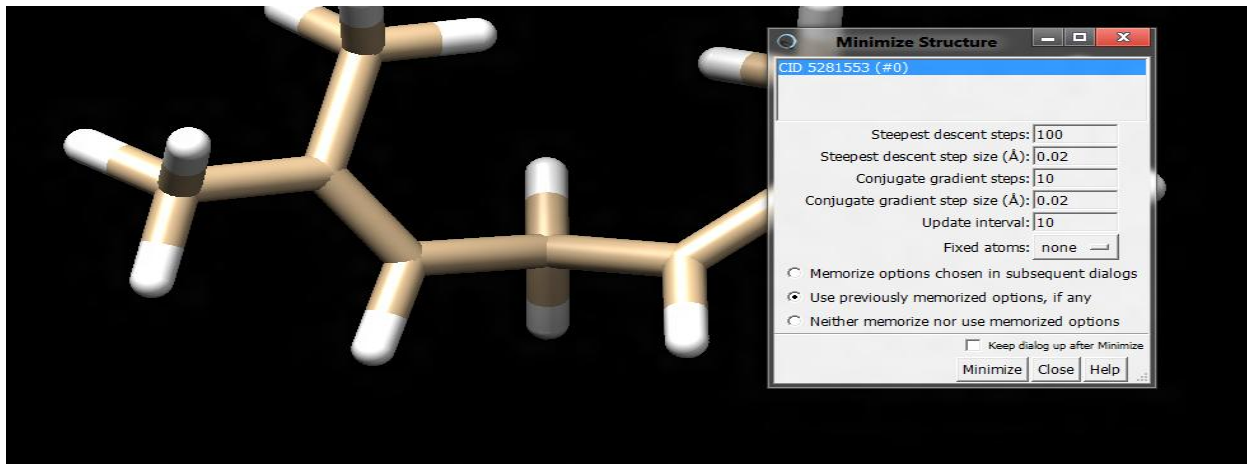 Minimize Structure
CID 5281553 (#0)
Steepest descent steps: 100
Steepest descent step size (Å): 0.02
Conjugate gradient steps: 10
Conjugate gradient step size (Å): 0.02
Update interval: 10
Fixed atoms: none
Memorize options chosen in subsequent dialogs
Use previously memorized options, if any
Neither memorize nor use memorized options
Keep dialog up after Minimize
Minimize Close Help